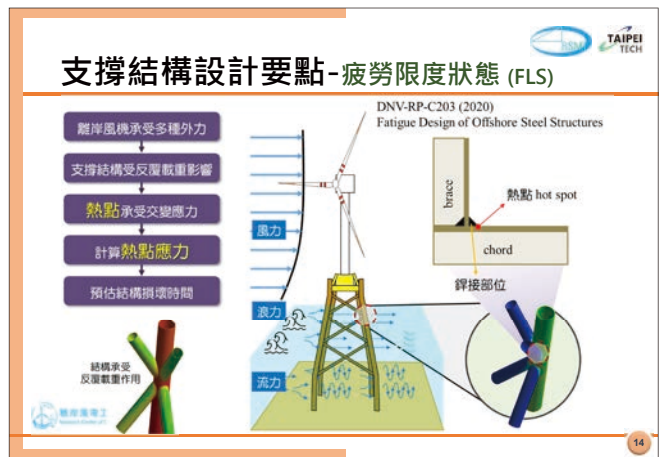 TAIPEI
TECH
支撐結構設計要點-疲勞限度狀態 (FLS)
離岸風機承受多種外力
支撐結構受反覆載重影響
熱點承受交變應力
計算熱點應力
預估結構損壞時間
結構承受
反覆載重作用
風力
浪力
流力
DNV-RP-C203 (2020)
Fatigue Design of Offshore Steel Structures
brace
熱點 hot spot
chord
銲接部位
14